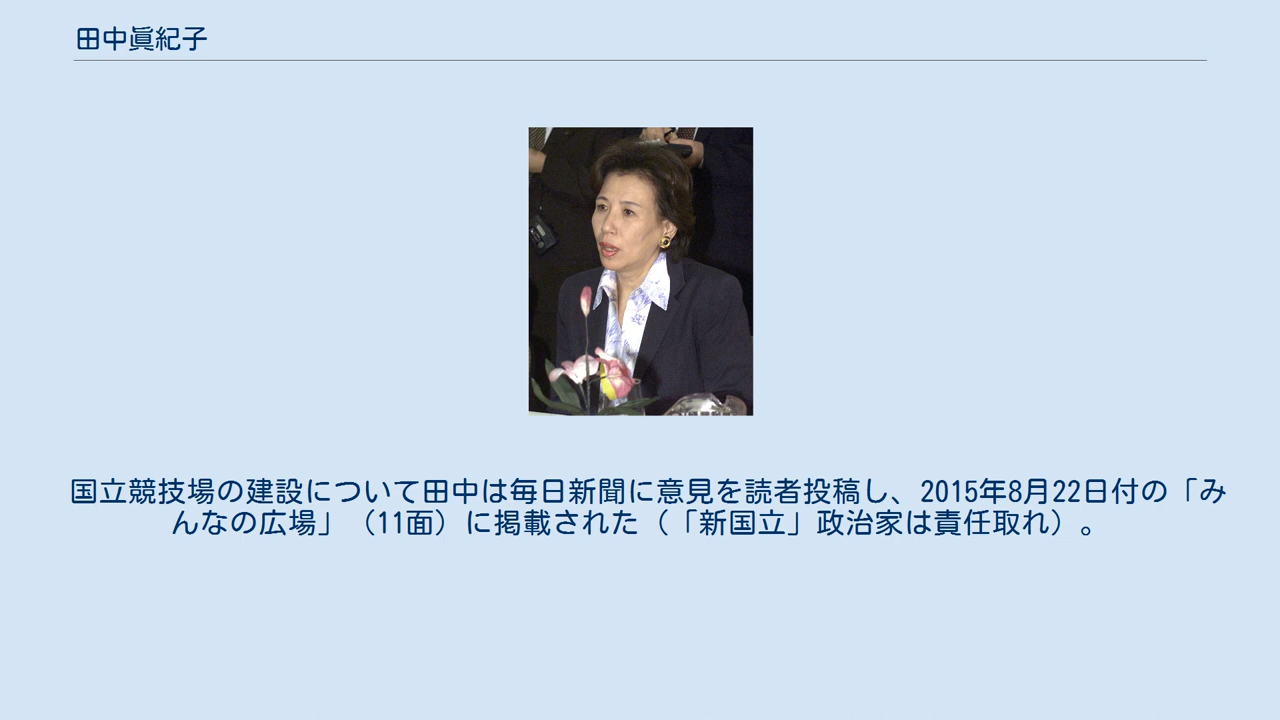 田中眞紀子
国立競技場の建設について田中は毎日新聞に意見を読者投稿し、2015年8月22日付の「み
んなの広場」（11面）に掲載された（「新国立」政治家は責任取れ）。